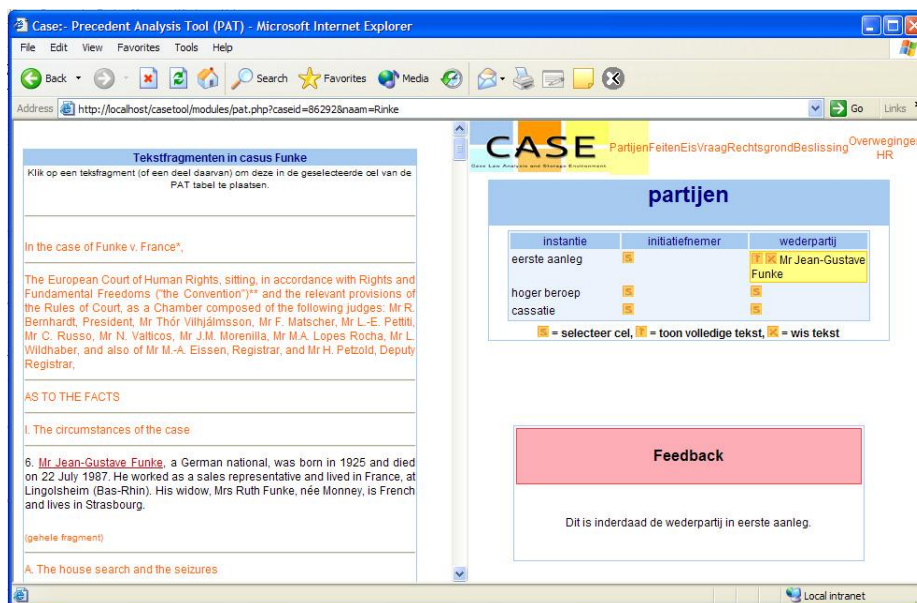 Case:- Precedent Analysis Tool (PAT) - Microsoft Internet Explorer
File Edit View Favorites Tools Help
Back Search Favorites Media
Address http://localhost/casetool/modules/pat.php?caseid=86292&naam=Rinke Go Links
Tekstfragmenten in casus Funke
Klik op een teksfragment (of een deel daarvan) om deze in de geselecteerde cel van de
PAT tabel te plaatsen.
In the case of Funke v. France*,
The European Court of Human Rights, sitting, in accordance with Rights and
Fundamental Freedoms ("the Convention")** and the relevant provisions of
the Rules of Court, as a Chamber composed of the following judges: Mr R.
Bernhardt, President, Mr Thór Vilhjálmsson, Mr F. Matscher, Mr L.-E. Pettiti,
Mr C. Russo, Mr N. Valticos, Mr J.M. Morenilla, Mr M.A. Lopes Rocha, Mr L.
Wildhaber, and also of Mr M.-A. Eissen, Registrar, and Mr H. Petzold, Deputy
Registrar,
AS TO THE FACTS
I. The circumstances of the case
6. Mr Jean-Gustave Funke, a German national, was born in 1925 and died
on 22 July 1987. He worked as a sales representative and lived in France, at
Lingolsheim (Bas-Rhin). His widow, Mrs Ruth Funke, née Monney, is French
and lives in Strasbourg.
(gehele fragment)
A. The house search and the seizures
CASE
Case Law Analysis and Storage Environment
PartijenFeitenEisVraagRechtsgrondBeslissingOverwegingen
HR
partijen
instantie initiatiefnemer wederpartij
eerste aanleg S T X Mr Jean-Gustave
Funke
hoger beroep S S
cassatie S S
S = selecteer cel, T = toon volledige tekst, X = wis tekst
Feedback
Dit is inderdaad de wederpartij in eerste aanleg.
Local intranet